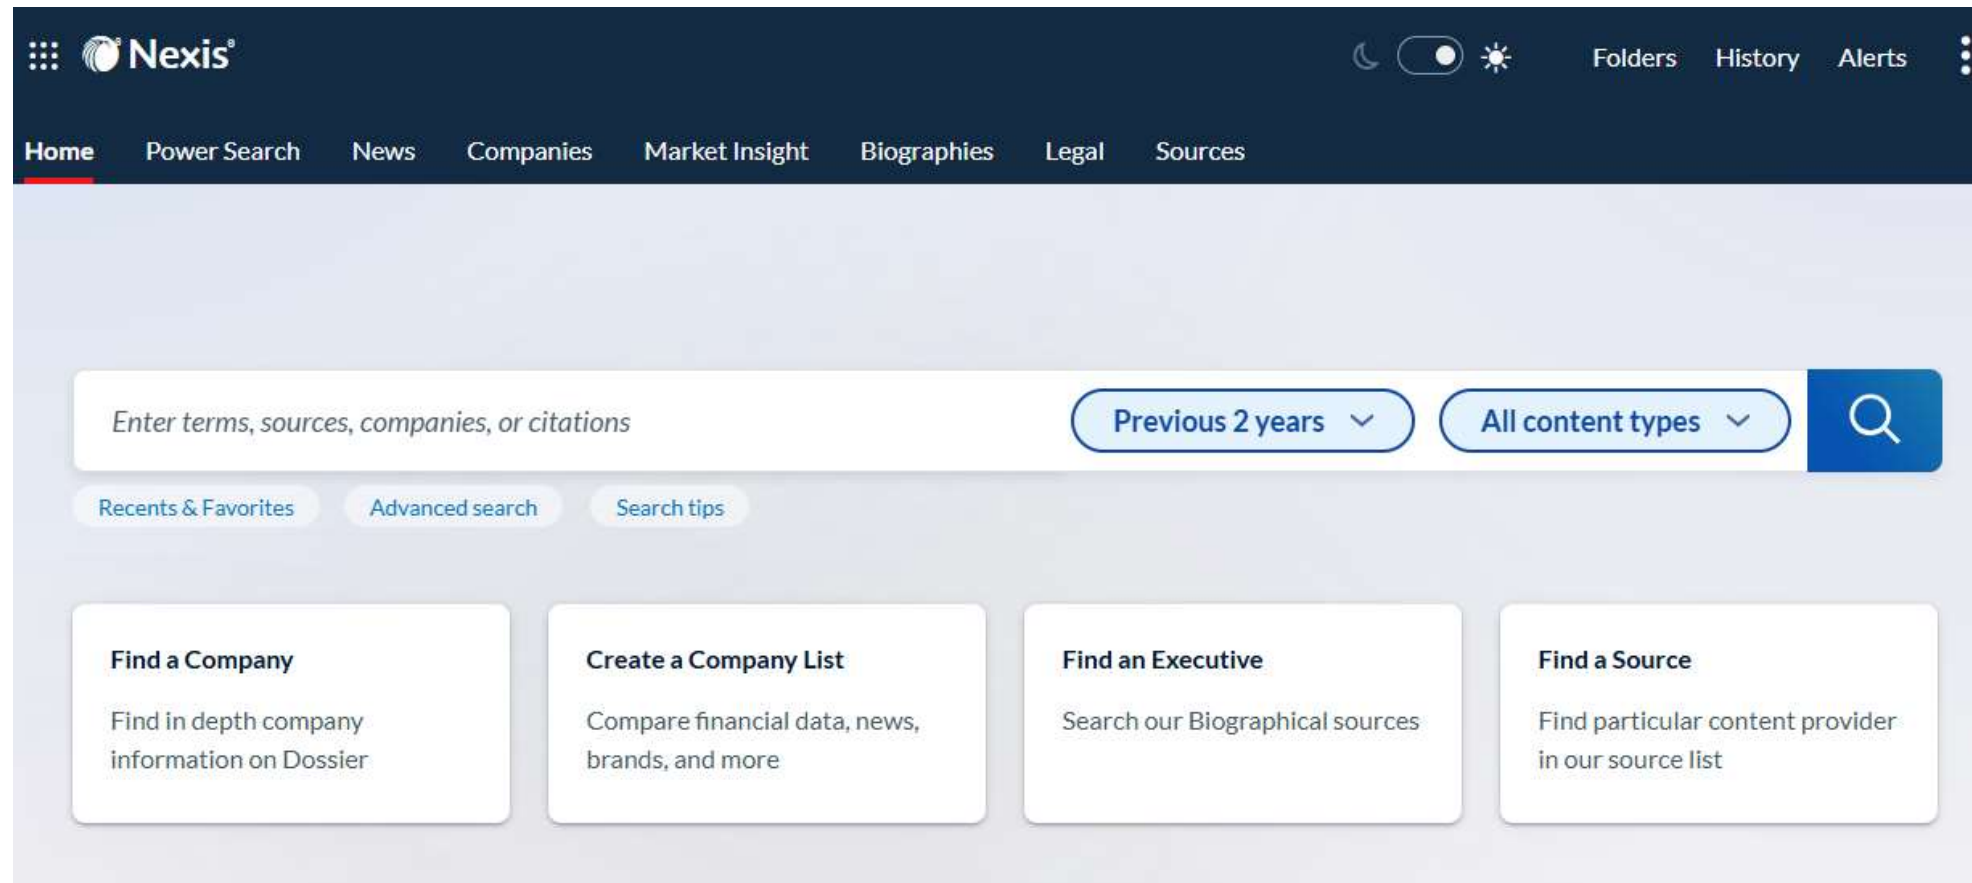 Nexis®
Folders History Alerts
Home Power Search News Companies Market Insight Biographies Legal Sources
Enter terms, sources, companies, or citations Previous 2 years All content types
Recents & Favorites Advanced search Search tips
Find a Company
Find in depth company
information on Dossier
Create a Company List
Compare financial data, news,
brands, and more
Find an Executive
Search our Biographical sources
Find a Source
Find particular content provider
in our source list